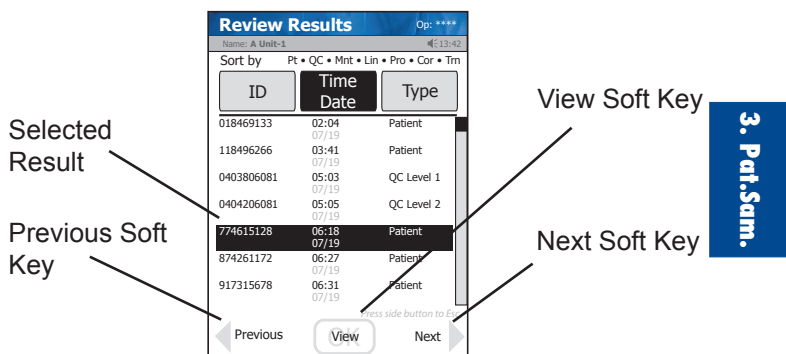 Review Results
Op: ****
Name: A Unit-1
13:42
Sort by
Pt • QC • Mnt • Lin • Pro • Cor • Trn
ID
Time
Date
Type
018469133 02:04 Patient
07/19
118496266 03:41 Patient
07/19
0403806081 05:03 QC Level 1
07/19
0404206081 05:05 QC Level 2
07/19
774615128 06:18 Patient
07/19
874261172 06:27 Patient
07/19
917315678 06:31 Patient
07/19
Press side button to Esc
Previous
OK
View
Next
Selected
Result
Previous Soft
Key
View Soft Key
Next Soft Key
3. Pat.Sam.